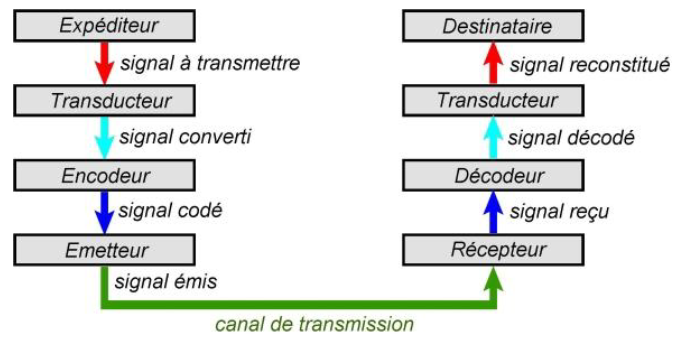 Expéditeur
signal à transmettre
Transducteur
signal converti
Encodeur
signal codé
Emetteur
signal émis
canal de transmission
Destinataire
signal reconstitué
Transducteur
signal décodé
Décodeur
signal reçu
Récepteur